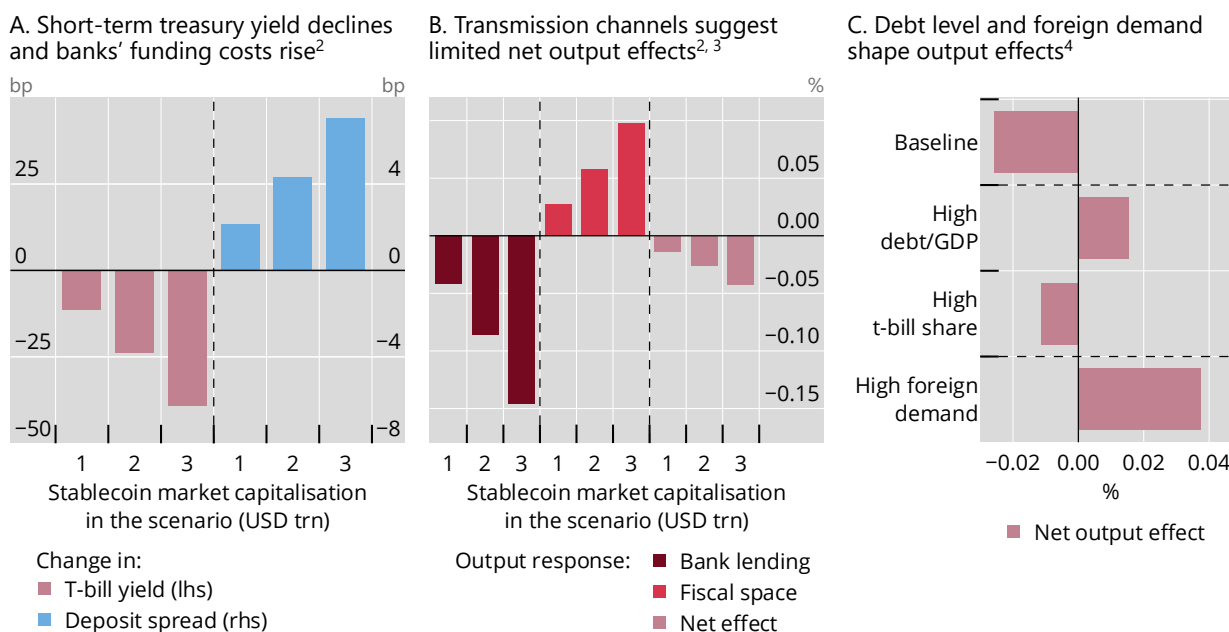 A. Short-term treasury yield declines
and banks’ funding costs rise2
bp
bp
25
4
0
0
−25
−4
−50
−8
1 2 3 1 2 3
Stablecoin market capitalisation
in the scenario (USD trn)
Change in:
T-bill yield (lhs)
Deposit spread (rhs)
B. Transmission channels suggest
limited net output effects2, 3
%
0.05
0.00
−0.05
−0.10
−0.15
1 2 3 1 2 3 1 2 3
Stablecoin market capitalisation
in the scenario (USD trn)
Output response:
Bank lending
Fiscal space
Net effect
C. Debt level and foreign demand
shape output effects4
Baseline
High
debt/GDP
High
t-bill share
High foreign
demand
−0.02 0.00 0.02 0.04
%
Net output effect